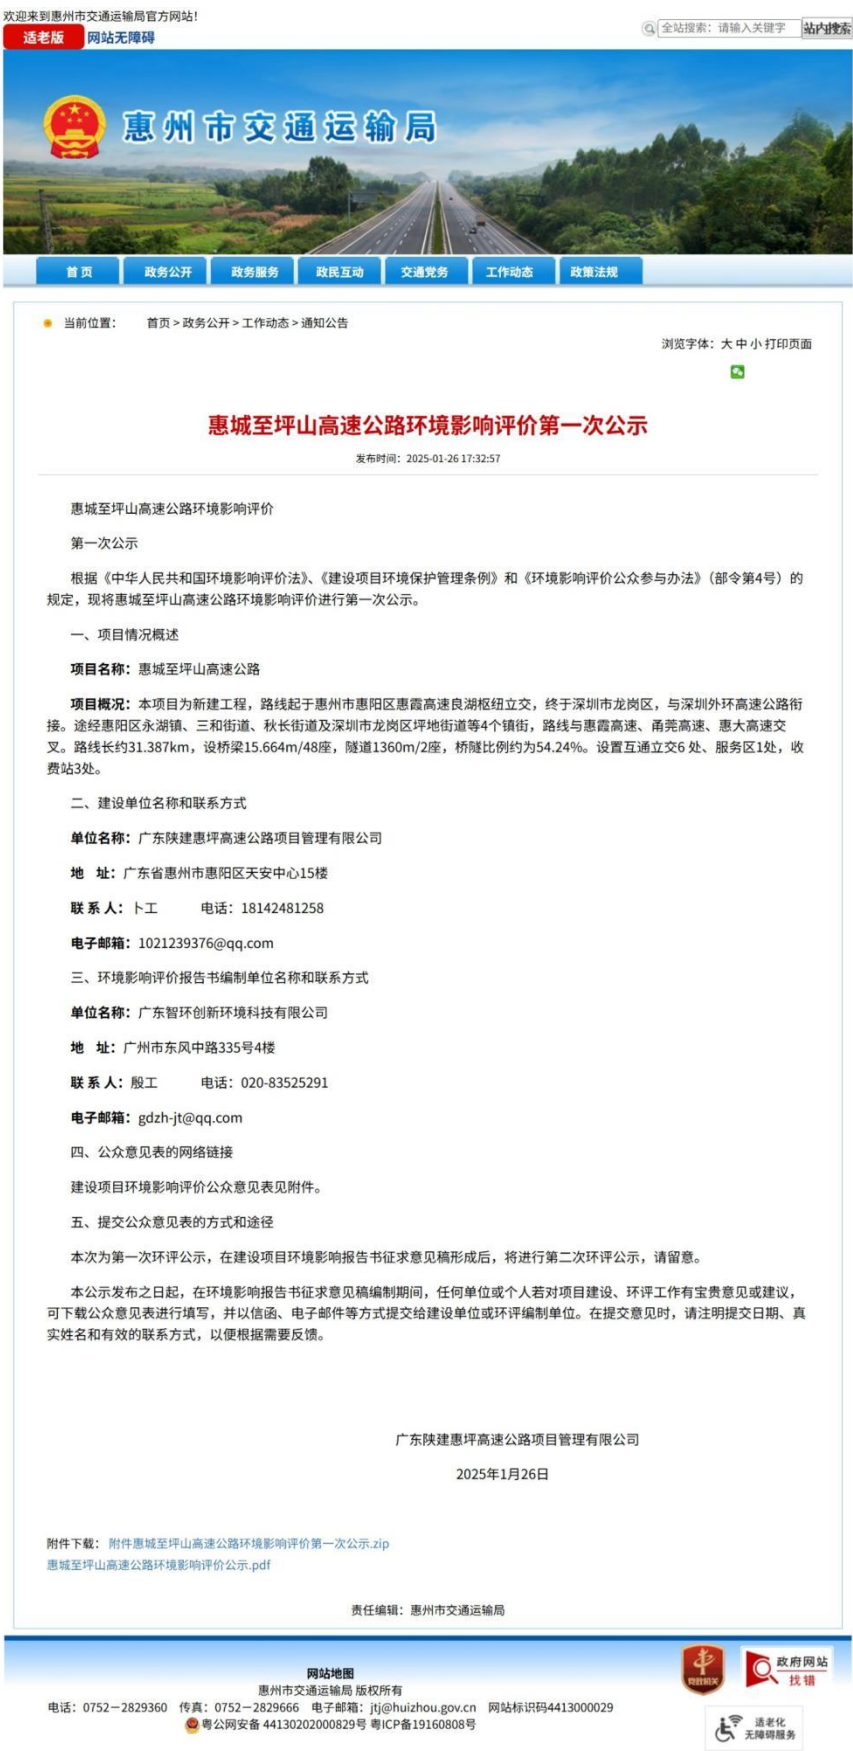 欢迎来到惠州市交通运输局官方网站!
适老版 网站无障碍
全站搜索：请输入关键字 站内搜索
惠州市交通运输局
首 页 政务公开 政务服务 政民互动 交通党务 工作动态 政策法规
当前位置： 首页 > 政务公开 > 工作动态 > 通知公告
浏览字体：大 中 小 打印页面
惠城至坪山高速公路环境影响评价第一次公示
发布时间：2025-01-26 17:32:57
惠城至坪山高速公路环境影响评价
第一次公示
根据《中华人民共和国环境影响评价法》、《建设项目环境保护管理条例》和《环境影响评价公众参与办法》（部令第4号）的
规定，现将惠城至坪山高速公路环境影响评价进行第一次公示。
一、项目情况概述
项目名称：惠城至坪山高速公路
项目概况：本项目为新建工程，路线起于惠州市惠阳区惠霞高速良湖枢纽立交，终于深圳市龙岗区，与深圳外环高速公路衔
接。途经惠阳区永湖镇、三和街道、秋长街道及深圳市龙岗区坪地街道等4个镇街，路线与惠霞高速、甬莞高速、惠大高速交
叉。路线长约31.387km，设桥梁15.664m/48座，隧道1360m/2座，桥隧比例约为54.24%。设置互通立交6 处、服务区1处，收
费站3处。
二、建设单位名称和联系方式
单位名称：广东陕建惠坪高速公路项目管理有限公司
地 址：广东省惠州市惠阳区天安中心15楼
联 系 人：卜工 电话：18142481258
电子邮箱：1021239376@qq.com
三、环境影响评价报告书编制单位名称和联系方式
单位名称：广东智环创新环境科技有限公司
地 址：广州市东风中路335号4楼
联 系 人：殷工 电话：020-83525291
电子邮箱：gdzh-jt@qq.com
四、公众意见表的网络链接
建设项目环境影响评价公众意见表见附件。
五、提交公众意见表的方式和途径
本次为第一次环评公示，在建设项目环境影响报告书征求意见稿形成后，将进行第二次环评公示，请留意。
本公示发布之日起，在环境影响报告书征求意见稿编制期间，任何单位或个人若对项目建设、环评工作有宝贵意见或建议，
可下载公众意见表进行填写，并以信函、电子邮件等方式提交给建设单位或环评编制单位。在提交意见时，请注明提交日期、真
实姓名和有效的联系方式，以便根据需要反馈。
广东陕建惠坪高速公路项目管理有限公司
2025年1月26日
附件下载： 附件惠城至坪山高速公路环境影响评价第一次公示.zip
惠城至坪山高速公路环境影响评价公示.pdf
责任编辑：惠州市交通运输局
网站地图
惠州市交通运输局 版权所有
电话：0752－2829360 传真：0752－2829666 电子邮箱：jtj@huizhou.gov.cn 网站标识码4413000029
粤公网安备 44130202000829号 粤ICP备19160808号
党政机关
政府网站
找错
适老化
无障碍服务